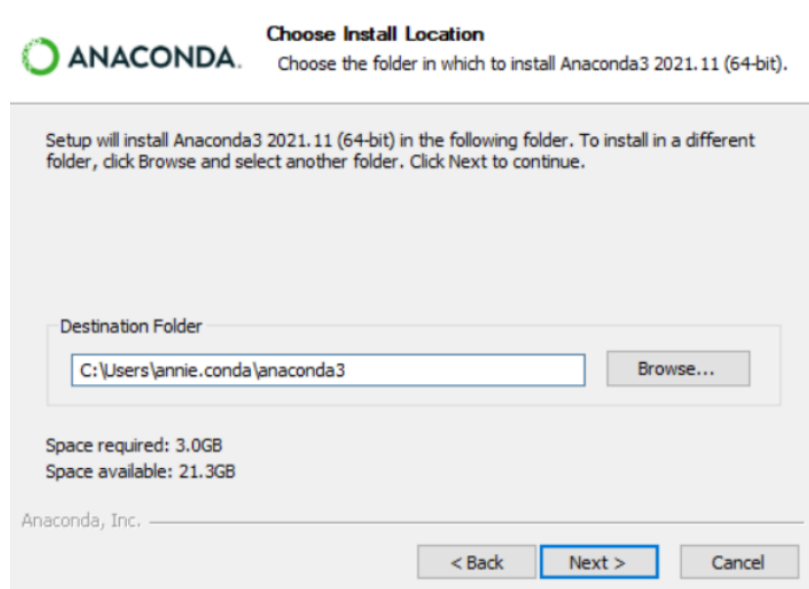 ANACONDA.
Choose Install Location
Choose the folder in which to install Anaconda3 2021.11 (64-bit).
Setup will install Anaconda3 2021.11 (64-bit) in the following folder. To install in a different
folder, click Browse and select another folder. Click Next to continue.
Destination Folder
C:\Users\annie.conda\anaconda3
Browse...
Space required: 3.0GB
Space available: 21.3GB
Anaconda, Inc.
< Back
Next >
Cancel